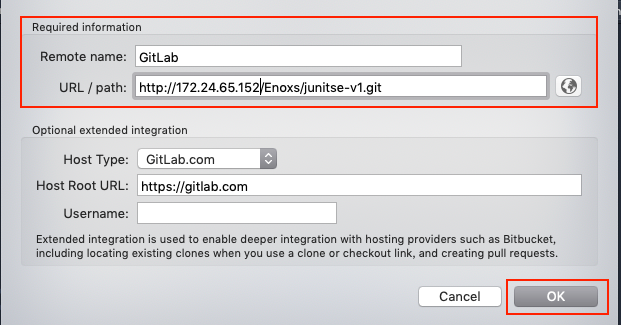 Required information
Remote name: GitLab
URL / path: http://172.24.65.152/Enoxs/junitse-v1.git
Optional extended integration
Host Type: GitLab.com
Host Root URL: https://gitlab.com
Username:
Extended integration is used to enable deeper integration with hosting providers such as Bitbucket,
including locating existing clones when you use a clone or checkout link, and creating pull requests.
Cancel OK